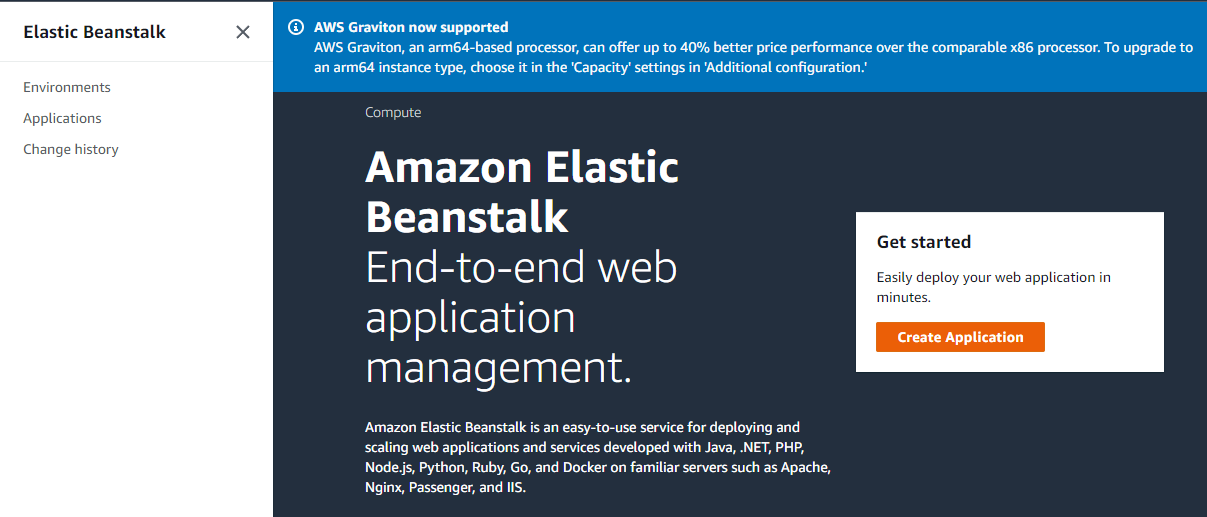 Elastic Beanstalk
Environments
Applications
Change history
AWS Graviton now supported
AWS Graviton, an arm64-based processor, can offer up to 40% better price performance over the comparable x86 processor. To upgrade to
an arm64 instance type, choose it in the 'Capacity' settings in 'Additional configuration.'
Compute
Amazon Elastic
Beanstalk
End-to-end web
application
management.
Amazon Elastic Beanstalk is an easy-to-use service for deploying and
scaling web applications and services developed with Java, .NET, PHP,
Node.js, Python, Ruby, Go, and Docker on familiar servers such as Apache,
Nginx, Passenger, and IIS.
Get started
Easily deploy your web application in
minutes.
Create Application